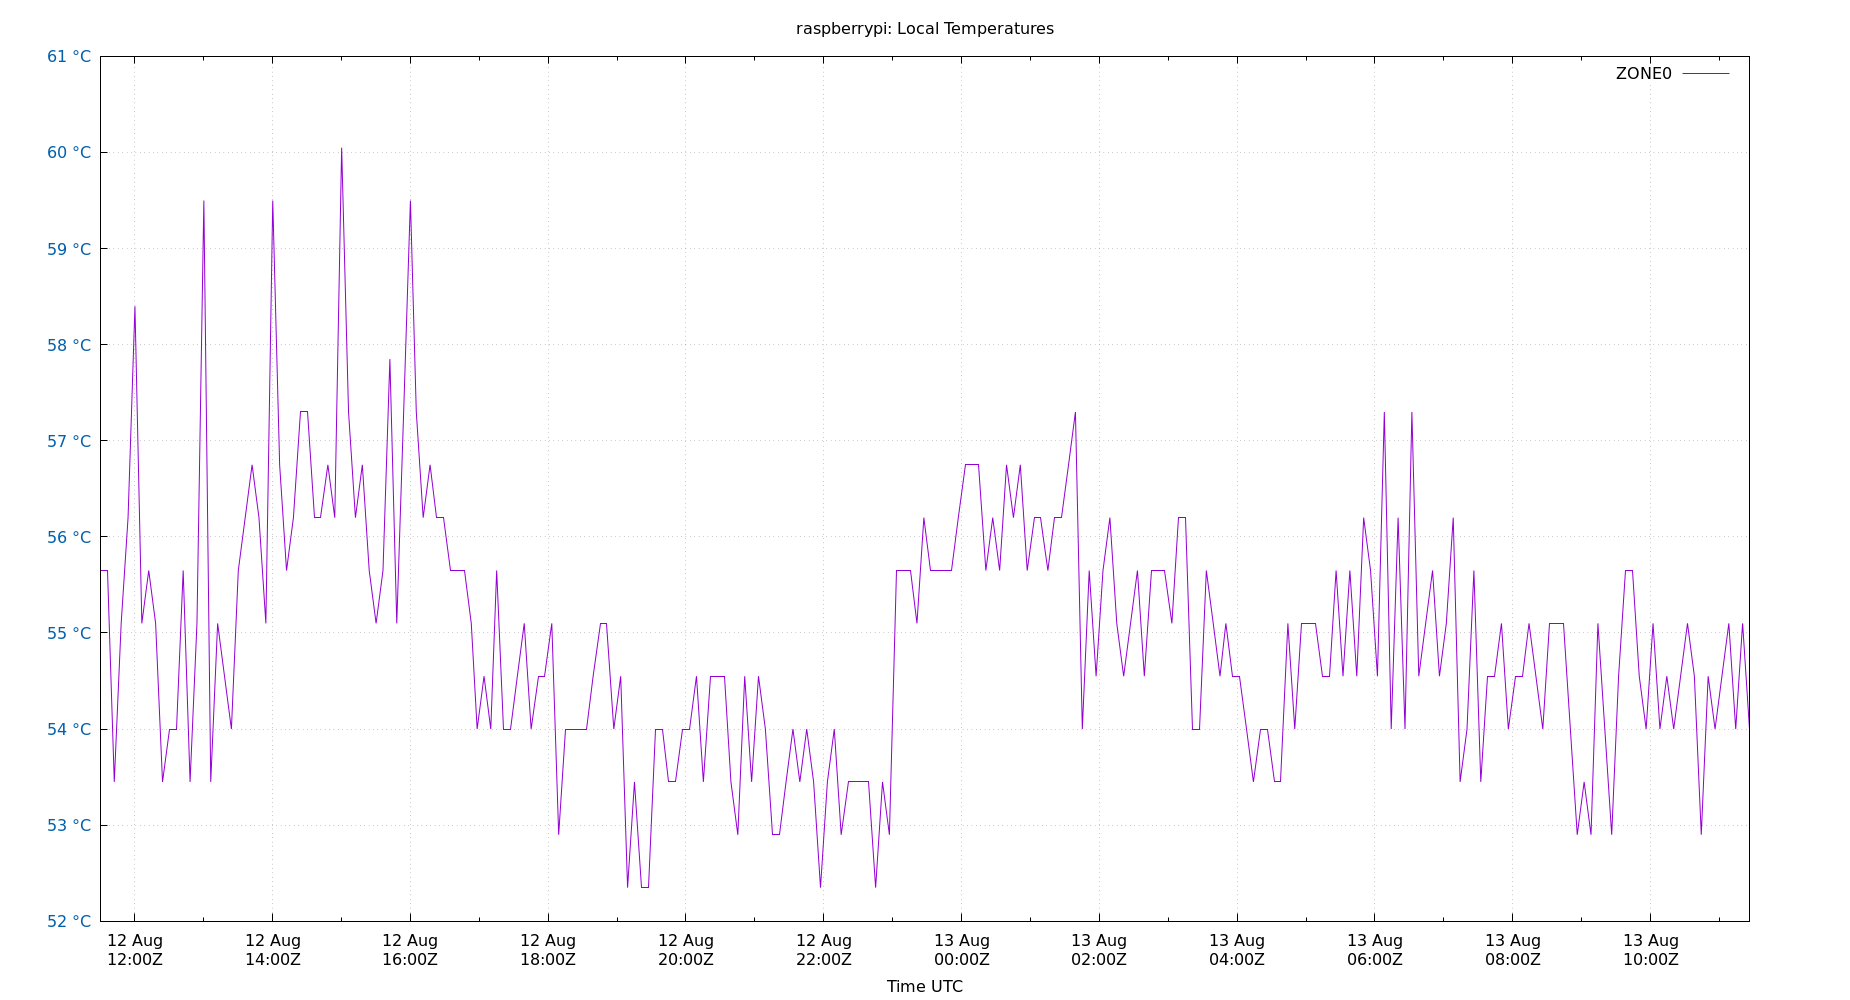 raspberrypi: Local Temperatures
61 °C
ZONE0
60 °C
59 °C
58 °C
57 °C
56 °C
55 °C
54 °C
53 °C
52 °C
12 Aug 12 Aug 12 Aug 12 Aug 12 Aug 12 Aug 13 Aug 13 Aug 13 Aug 13 Aug 13 Aug 13 Aug
12:00Z 14:00Z 16:00Z 18:00Z 20:00Z 22:00Z 00:00Z 02:00Z 04:00Z 06:00Z 08:00Z 10:00Z
Time UTC